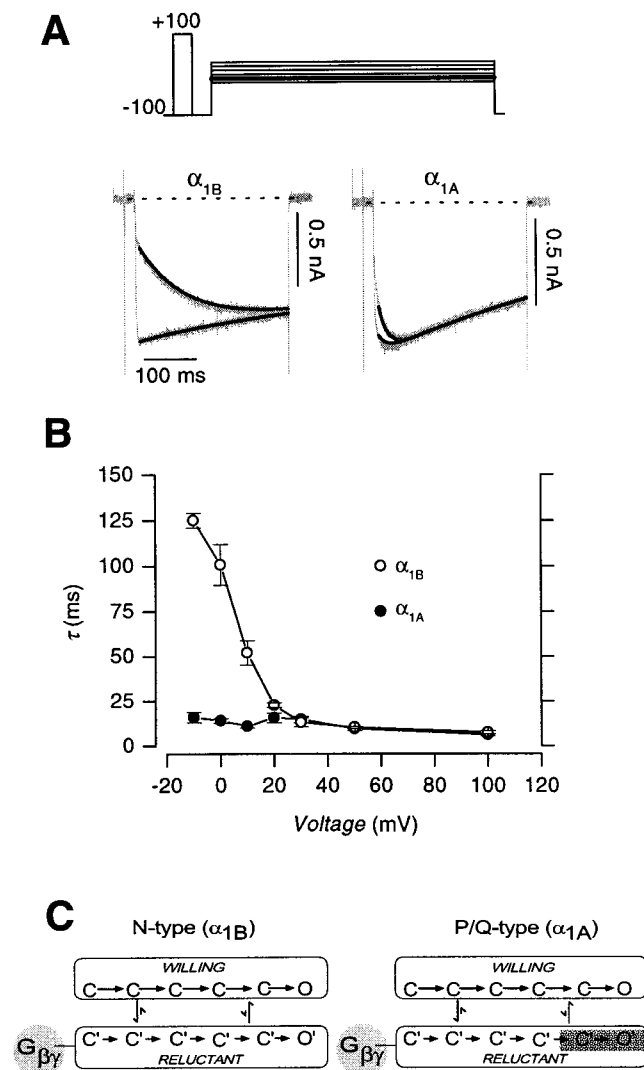 A
+100
-100
α1B
α1A
0.5 nA
0.5 nA
100 ms
B
150
125
100
75
50
25
0
τ (ms)
α1B
α1A
-20 0 20 40 60 80 100 120
Voltage (mV)
C
N-type (α1B)
P/Q-type (α1A)
WILLING
C C C C C O
Gβγ
C' C' C' C' C' O'
RELUCTANT
WILLING
C C C C C O
Gβγ
C' C' C' C' C' O'
RELUCTANT